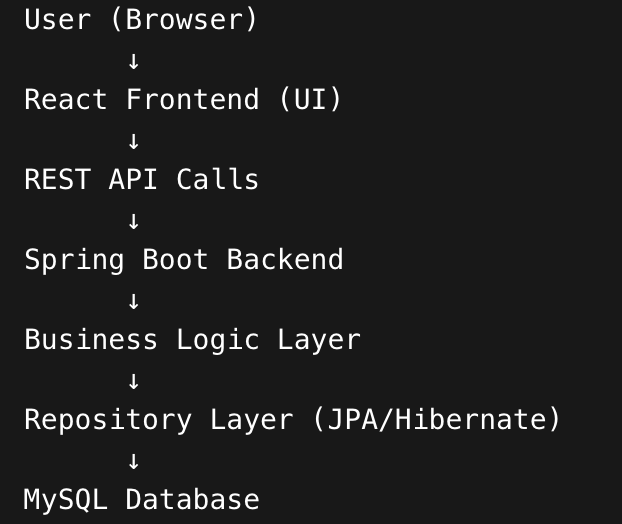 User (Browser)
↓
React Frontend (UI)
↓
REST API Calls
↓
Spring Boot Backend
↓
Business Logic Layer
↓
Repository Layer (JPA/Hibernate)
↓
MySQL Database